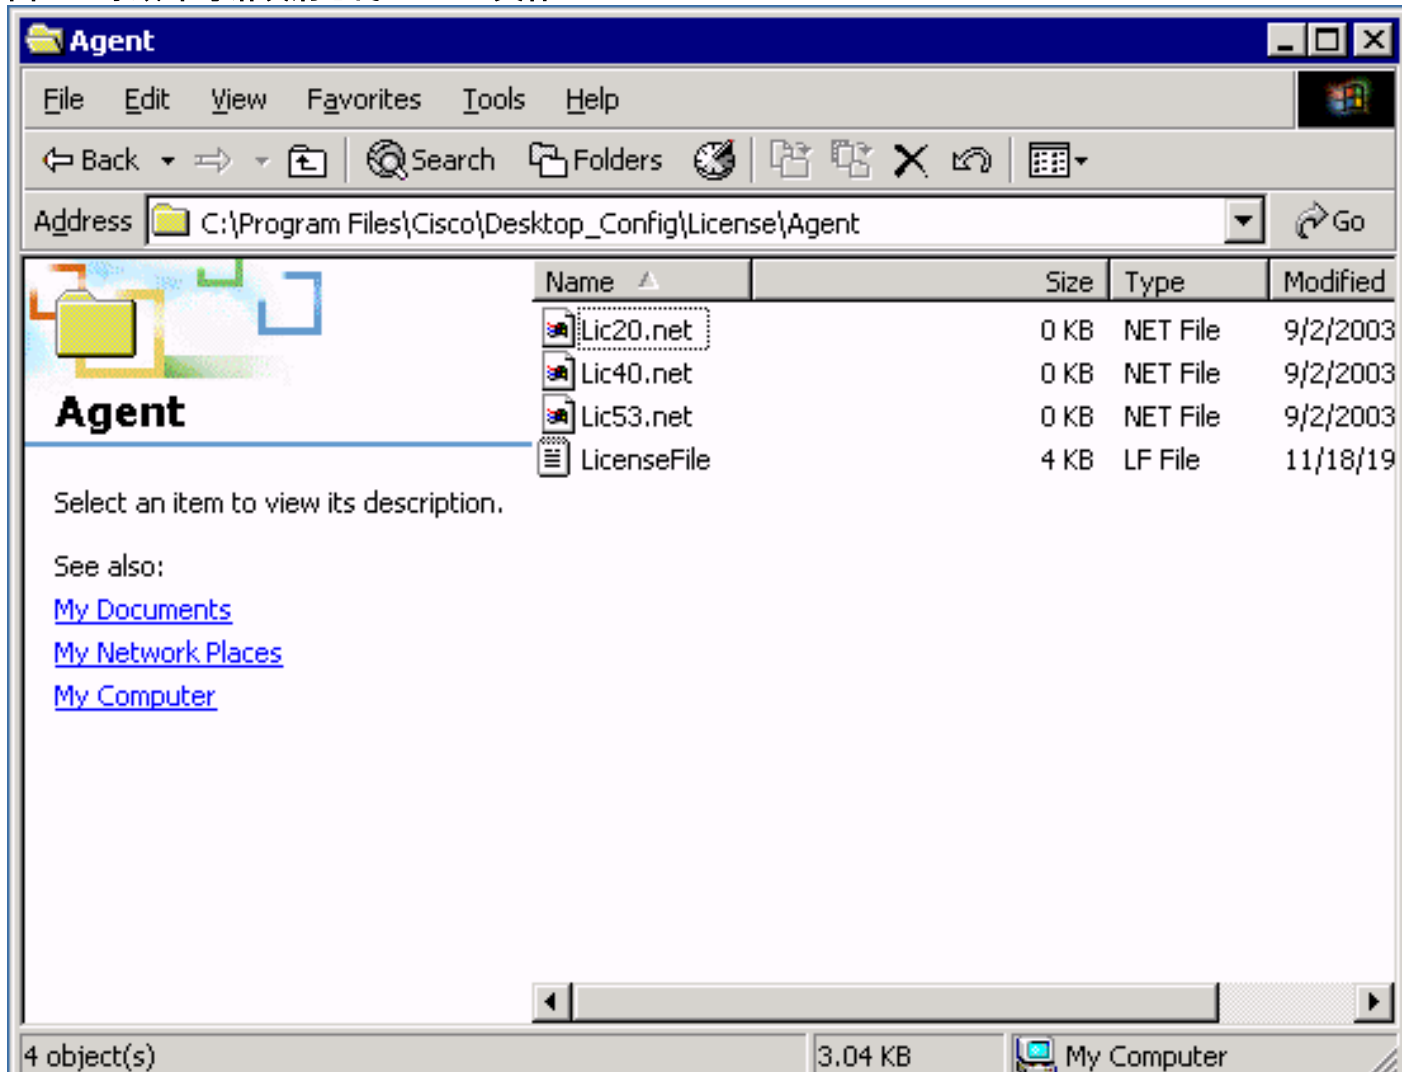 Agent
File Edit View Favorites Tools Help
Back Search Folders
Address C:\Program Files\Cisco\Desktop_Config\License\Agent Go
Name Size Type Modified
Lic20.net 0 KB NET File 9/2/2003
Lic40.net 0 KB NET File 9/2/2003
Lic53.net 0 KB NET File 9/2/2003
LicenseFile 4 KB LF File 11/18/19
Agent
Select an item to view its description.
See also:
My Documents
My Network Places
My Computer
4 object(s) 3.04 KB My Computer